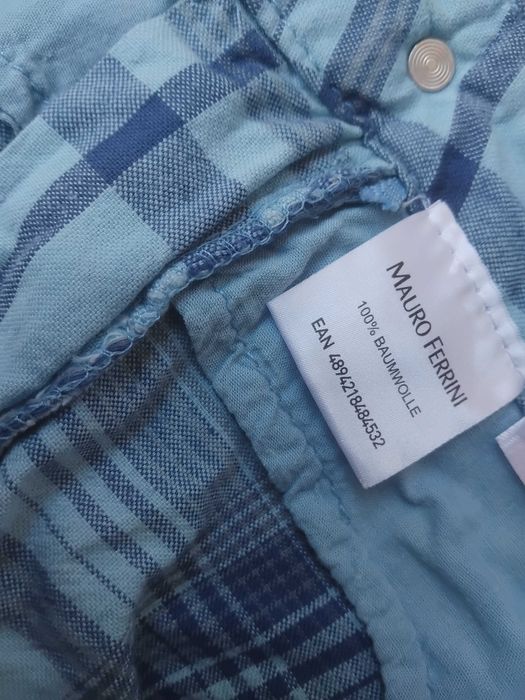 MAURO FERRINI
100% BAUMWOLLE
EAN 4894218484532